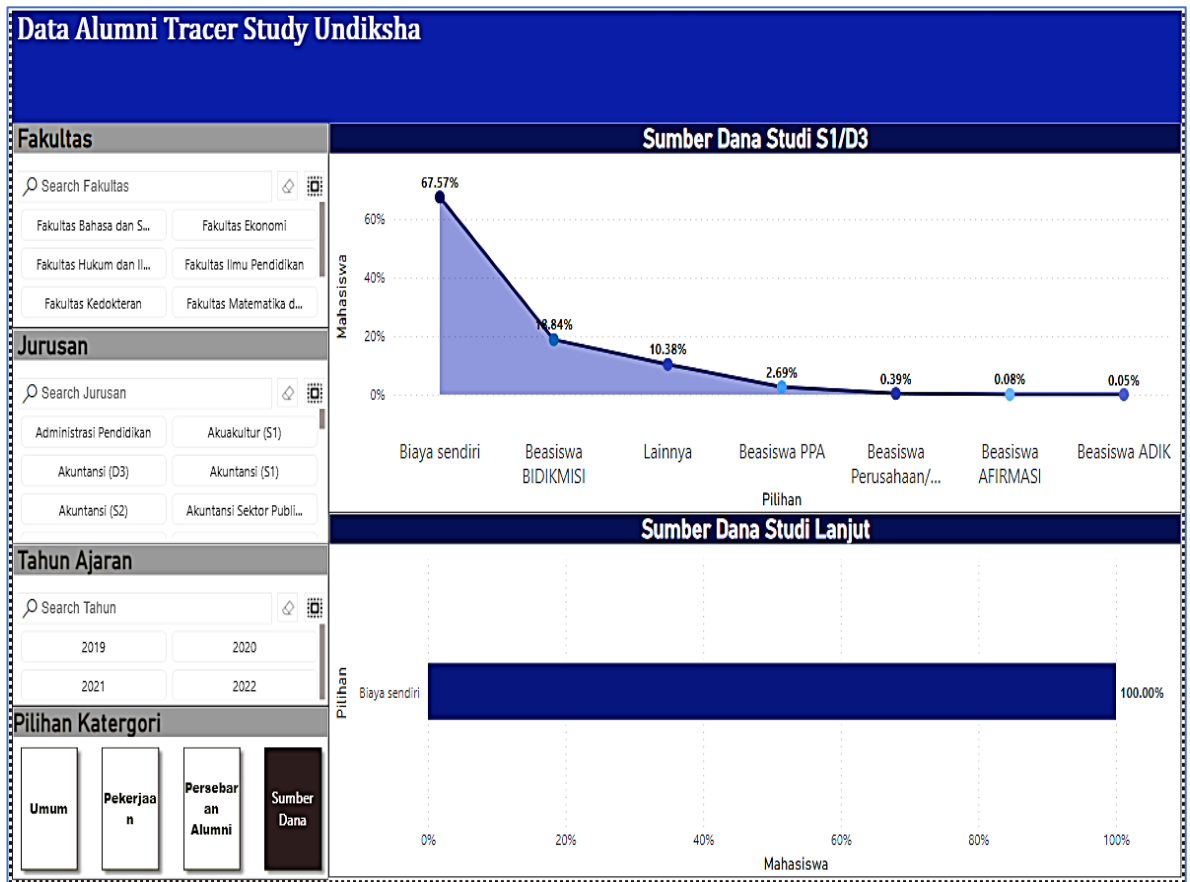 Data Alumni Tracer Study Undiksha
Fakultas
Search Fakultas
Fakultas Bahasa dan S...
Fakultas Ekonomi
Fakultas Hukum dan Il...
Fakultas Ilmu Pendidikan
Fakultas Kedokteran
Fakultas Matematika d...
Jurusan
Search Jurusan
Administrasi Pendidikan
Akuakultur (S1)
Akuntansi (D3)
Akuntansi (S1)
Akuntansi (S2)
Akuntansi Sektor Publi...
Tahun Ajaran
Search Tahun
2019
2020
2021
2022
Pilihan Katergori
Umum
Pekerjaa
n
Persebar
an
Alumni
Sumber
Dana
Sumber Dana Studi S1/D3
Mahasiswa
60%
40%
20%
0%
67.57%
18.84%
10.38%
2.69%
0.39%
0.08%
0.05%
Biaya sendiri
Beasiswa
BIDIKMISI
Lainnya
Beasiswa PPA
Beasiswa
Perusahaan/...
Beasiswa
AFIRMASI
Beasiswa ADIK
Pilihan
Sumber Dana Studi Lanjut
Pilihan
Biaya sendiri
100.00%
0%
20%
40%
60%
80%
100%
Mahasiswa